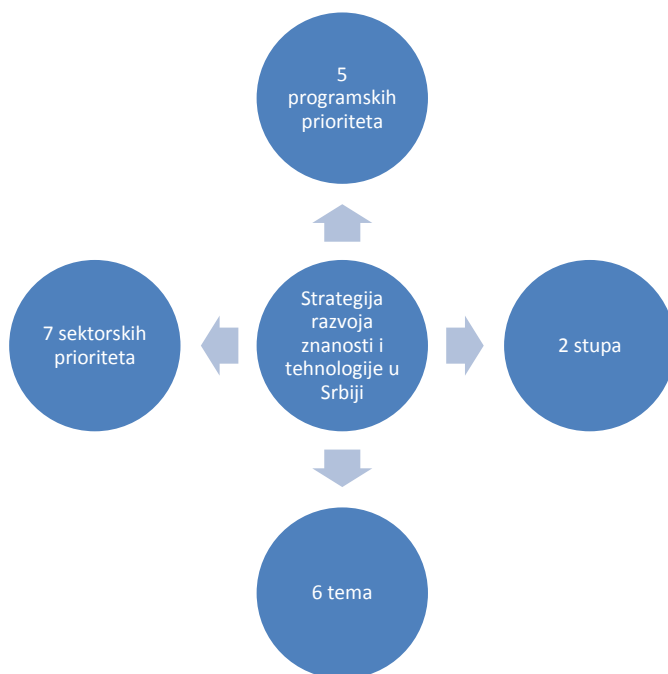 5
programskih
prioriteta
7 sektorskih
prioriteta
Strategija
razvoja
znanosti i
tehnologije u
Srbiji
2 stupa
6 tema